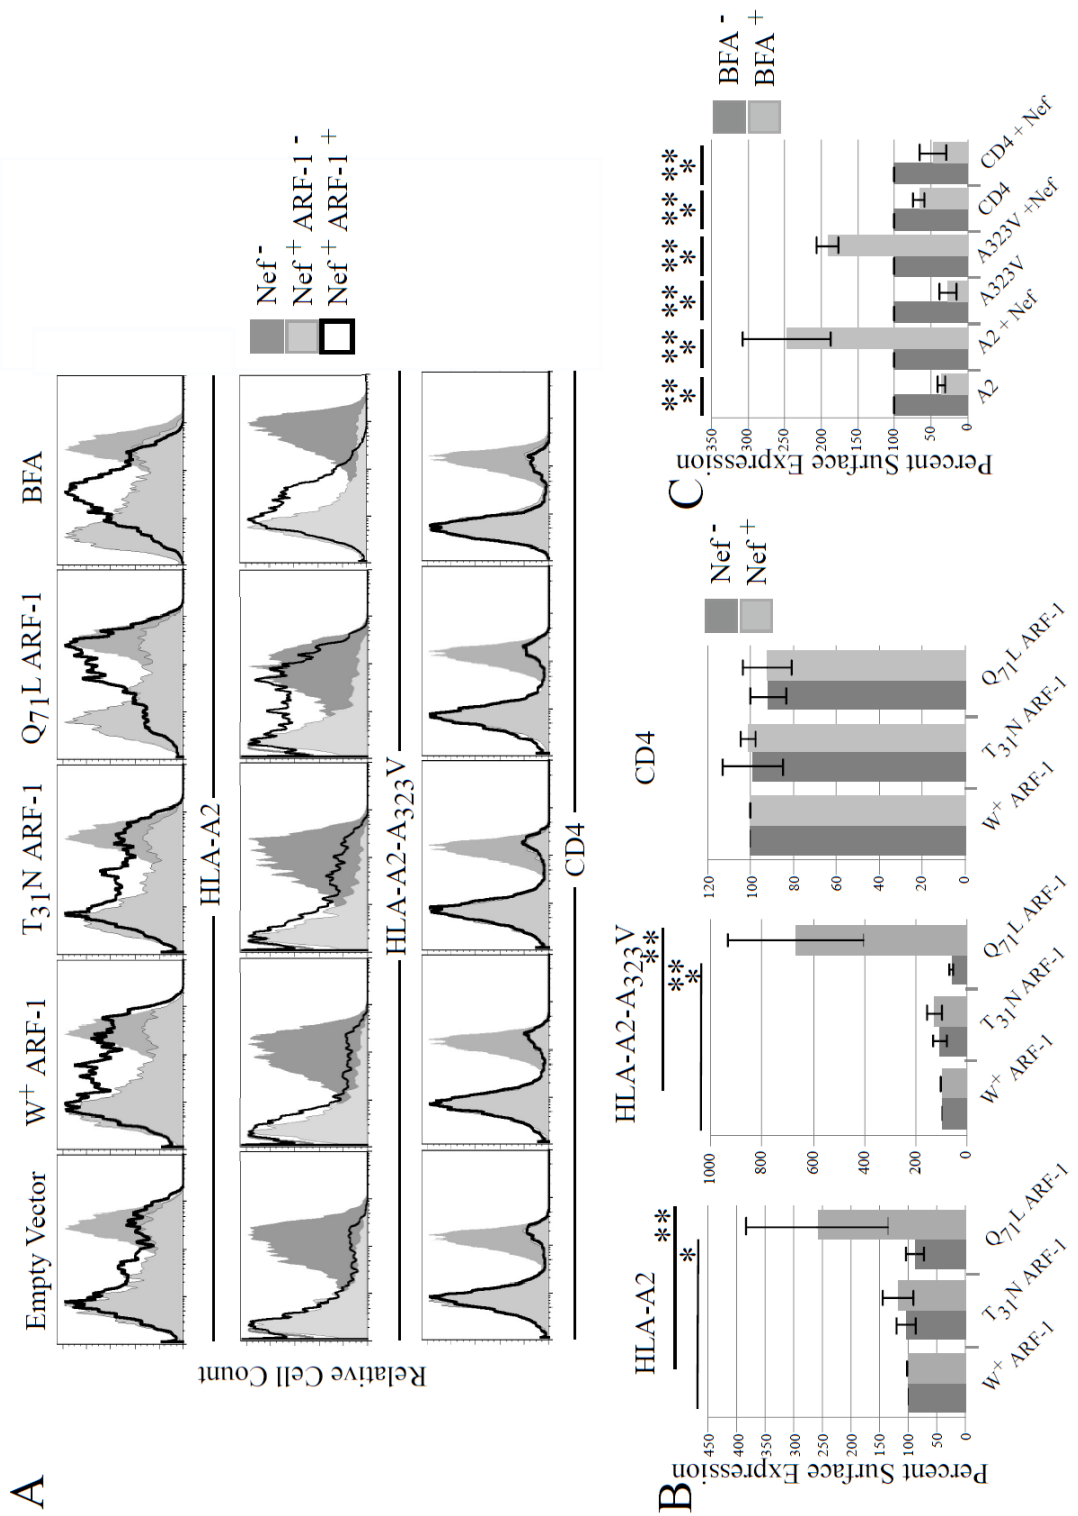 A
Empty Vector
W+ ARF-1
T31N ARF-1
Q71L ARF-1
BFA
Relative Cell Count
HLA-A2
HLA-A2-A323V
CD4
Nef-
Nef+ ARF-1-
Nef+ ARF-1+
B
Percent Surface Expression
HLA-A2
*
**
450
400
350
300
250
200
150
100
50
0
W+ ARF-1
T31N ARF-1
Q71L ARF-1
HLA-A2-A323V
***
**
1000
800
600
400
200
0
W+ ARF-1
T31N ARF-1
Q71L ARF-1
CD4
120
100
80
60
40
20
0
W+ ARF-1
T31N ARF-1
Q71L ARF-1
Nef-
Nef+
C
Percent Surface Expression
350
300
250
200
150
100
50
0
*** *** *** *** *** ***
A2
A2 + Nef
A323V
A323V +Nef
CD4
CD4 + Nef
BFA-
BFA+